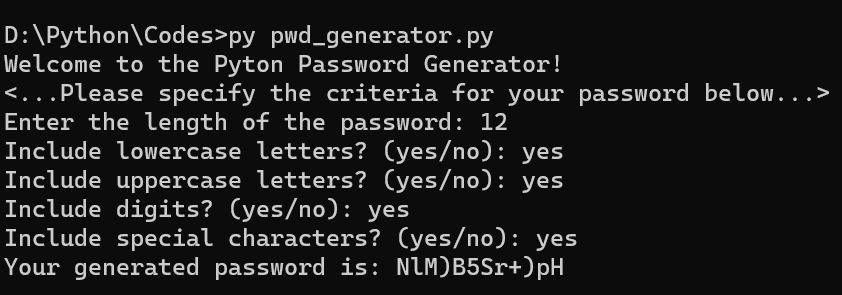 D:\Python\Codes>py pwd_generator.py
Welcome to the Pyton Password Generator!
<...Please specify the criteria for your password below...>
Enter the length of the password: 12
Include lowercase letters? (yes/no): yes
Include uppercase letters? (yes/no): yes
Include digits? (yes/no): yes
Include special characters? (yes/no): yes
Your generated password is: NlM)B5Sr+)pH